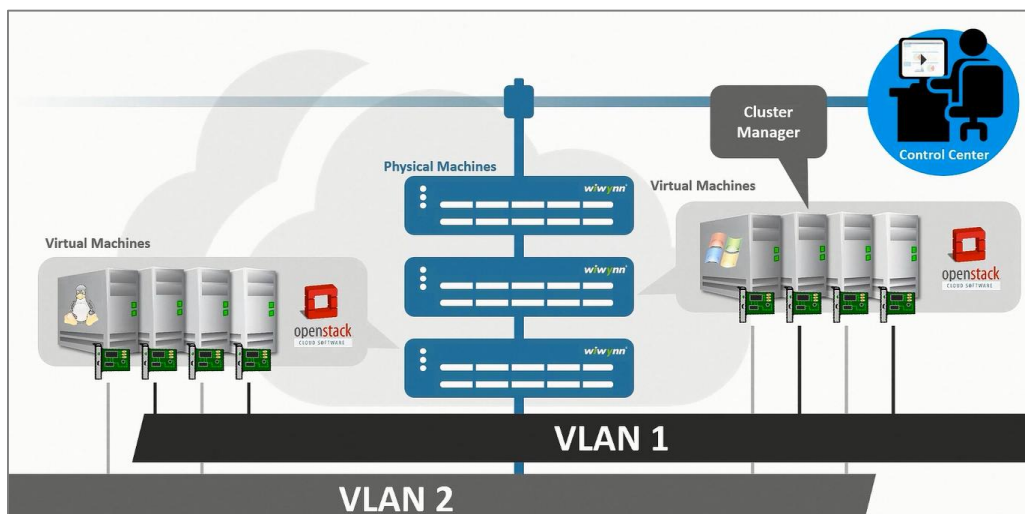 Cluster
Manager
Control Center
Physical Machines
wiwynn
Virtual Machines
openstack
CLOUD SOFTWARE
Virtual Machines
wiwynn
openstack
CLOUD SOFTWARE
wiwynn
VLAN 1
VLAN 2